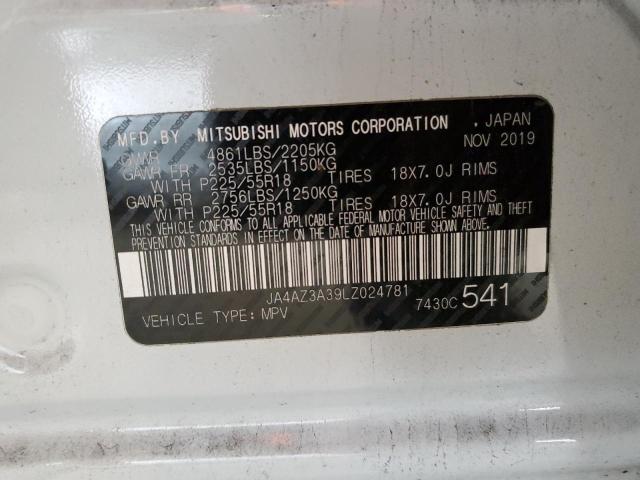 MFD.BY MITSUBISHI MOTORS CORPORATION . JAPAN
GVWR 4861LBS/2205KG NOV 2019
GAWR FR 2535LBS/1150KG
WITH P225/55R18 TIRES 18X7.0J RIMS
GAWR RR 2756LBS/1250KG
WITH P225/55R18 TIRES 18X7.0J RIMS
THIS VEHICLE CONFORMS TO ALL APPLICABLE FEDERAL MOTOR VEHICLE SAFETY AND THEFT
PREVENTION STANDARDS IN EFFECT ON THE DATE OF MANUFACTURE SHOWN ABOVE.
JA4AZ3A39LZ024781
VEHICLE TYPE: MPV 7430C 541